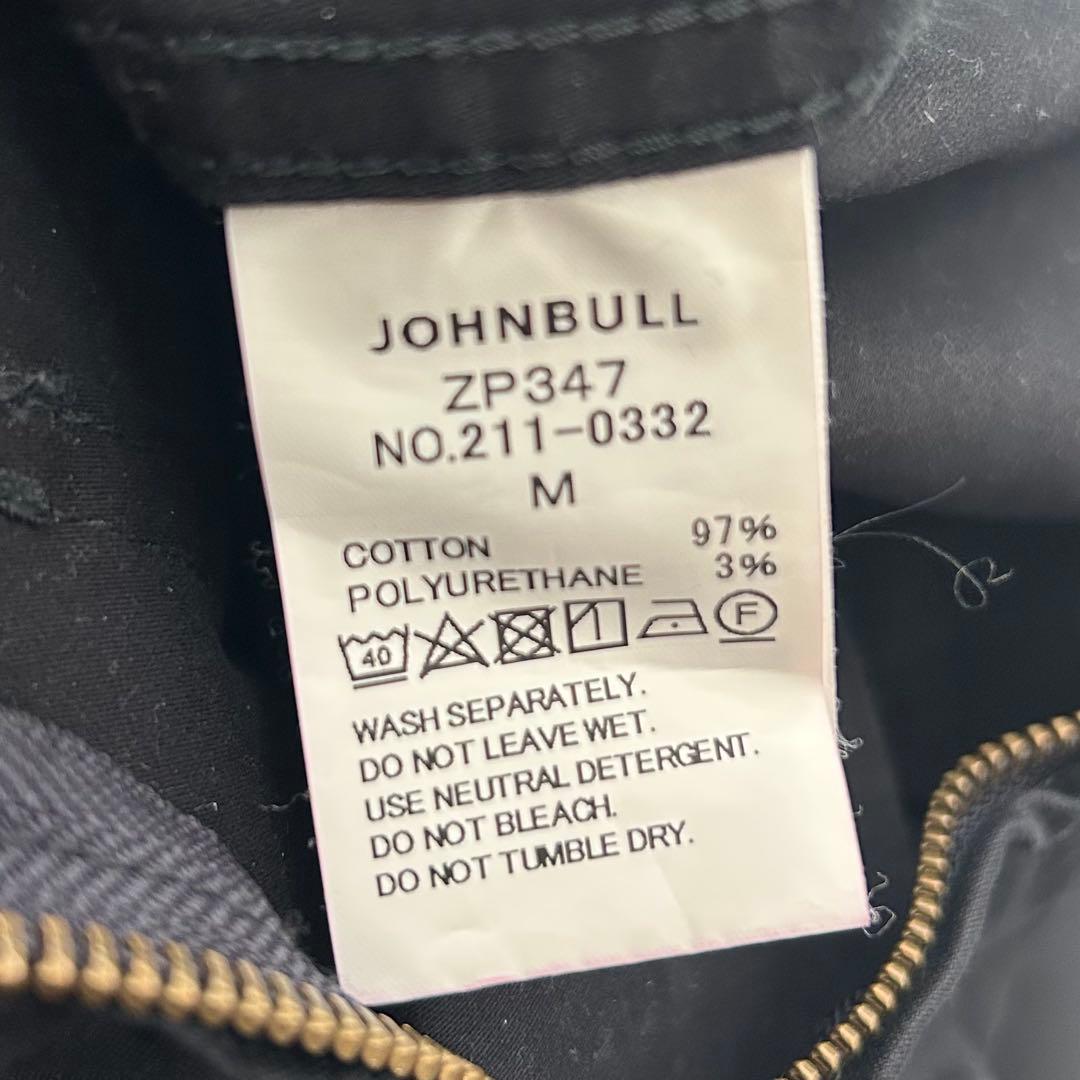 JOHNBULL
ZP347
NO.211-0332
M
COTTON 97%
POLYURETHANE 3%
40 F
WASH SEPARATELY.
DO NOT LEAVE WET.
USE NEUTRAL DETERGENT.
DO NOT BLEACH.
DO NOT TUMBLE DRY.